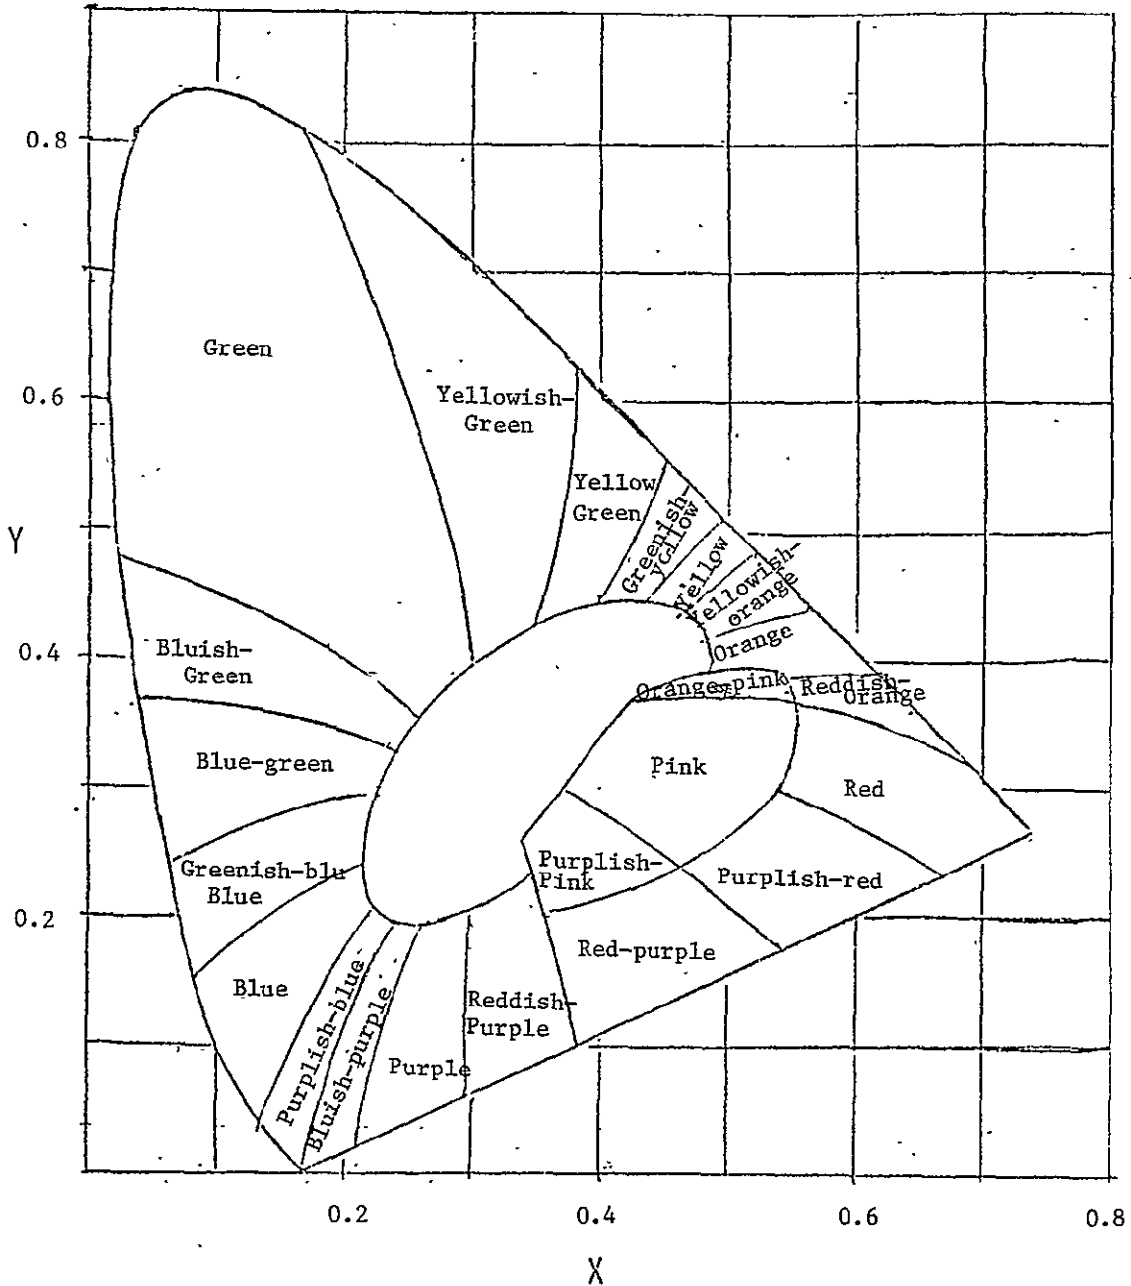 0.8
Green
0.6
Yellowish-
Green
Yellow
Green
Greenish-
yellow
Yellow
Yellowish-
orange
Y
0.4
Bluish-
Green
Orange
Orange-pink
Reddish-
Orange
Blue-green
Pink
Red
Greenish-blu
Blue
Purplish-
Pink
Purplish-red
0.2
Red-purple
Blue
Purplish-blue
Bluish-purple
Reddish-
Purple
Purple
0.2
0.4
0.6
0.8
X